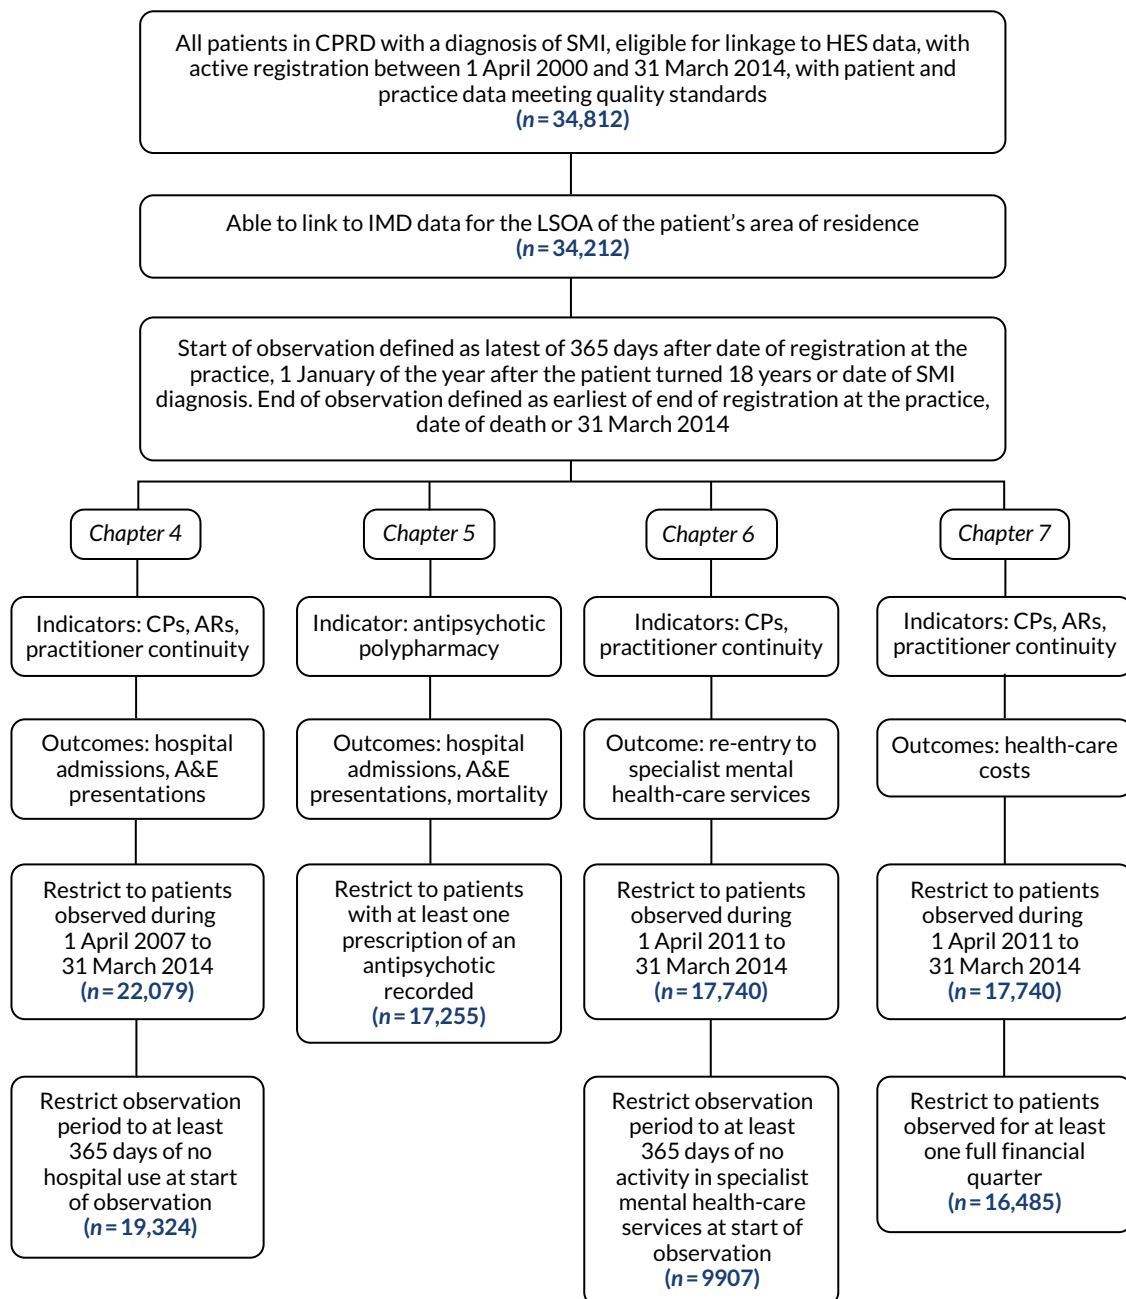 All patients in CPRD with a diagnosis of SMI, eligible for linkage to HES data, with
active registration between 1 April 2000 and 31 March 2014, with patient and
practice data meeting quality standards
(n = 34,812)
Able to link to IMD data for the LSOA of the patient’s area of residence
(n = 34,212)
Start of observation defined as latest of 365 days after date of registration at the
practice, 1 January of the year after the patient turned 18 years or date of SMI
diagnosis. End of observation defined as earliest of end of registration at the practice,
date of death or 31 March 2014
Chapter 4
Indicators: CPs, ARs,
practitioner continuity
Outcomes: hospital
admissions, A&E
presentations
Restrict to patients
observed during
1 April 2007 to
31 March 2014
(n = 22,079)
Restrict observation
period to at least
365 days of no
hospital use at start
of observation
(n = 19,324)
Chapter 5
Indicator: antipsychotic
polypharmacy
Outcomes: hospital
admissions, A&E
presentations, mortality
Restrict to patients
with at least one
prescription of an
antipsychotic
recorded
(n = 17,255)
Chapter 6
Indicators: CPs,
practitioner continuity
Outcome: re-entry to
specialist mental
health-care services
Restrict to patients
observed during
1 April 2011 to
31 March 2014
(n = 17,740)
Restrict observation
period to at least
365 days of no
activity in specialist
mental health-care
services at start of
observation
(n = 9907)
Chapter 7
Indicators: CPs, ARs,
practitioner continuity
Outcomes: health-care
costs
Restrict to patients
observed during
1 April 2011 to
31 March 2014
(n = 17,740)
Restrict to patients
observed for at least
one full financial
quarter
(n = 16,485)